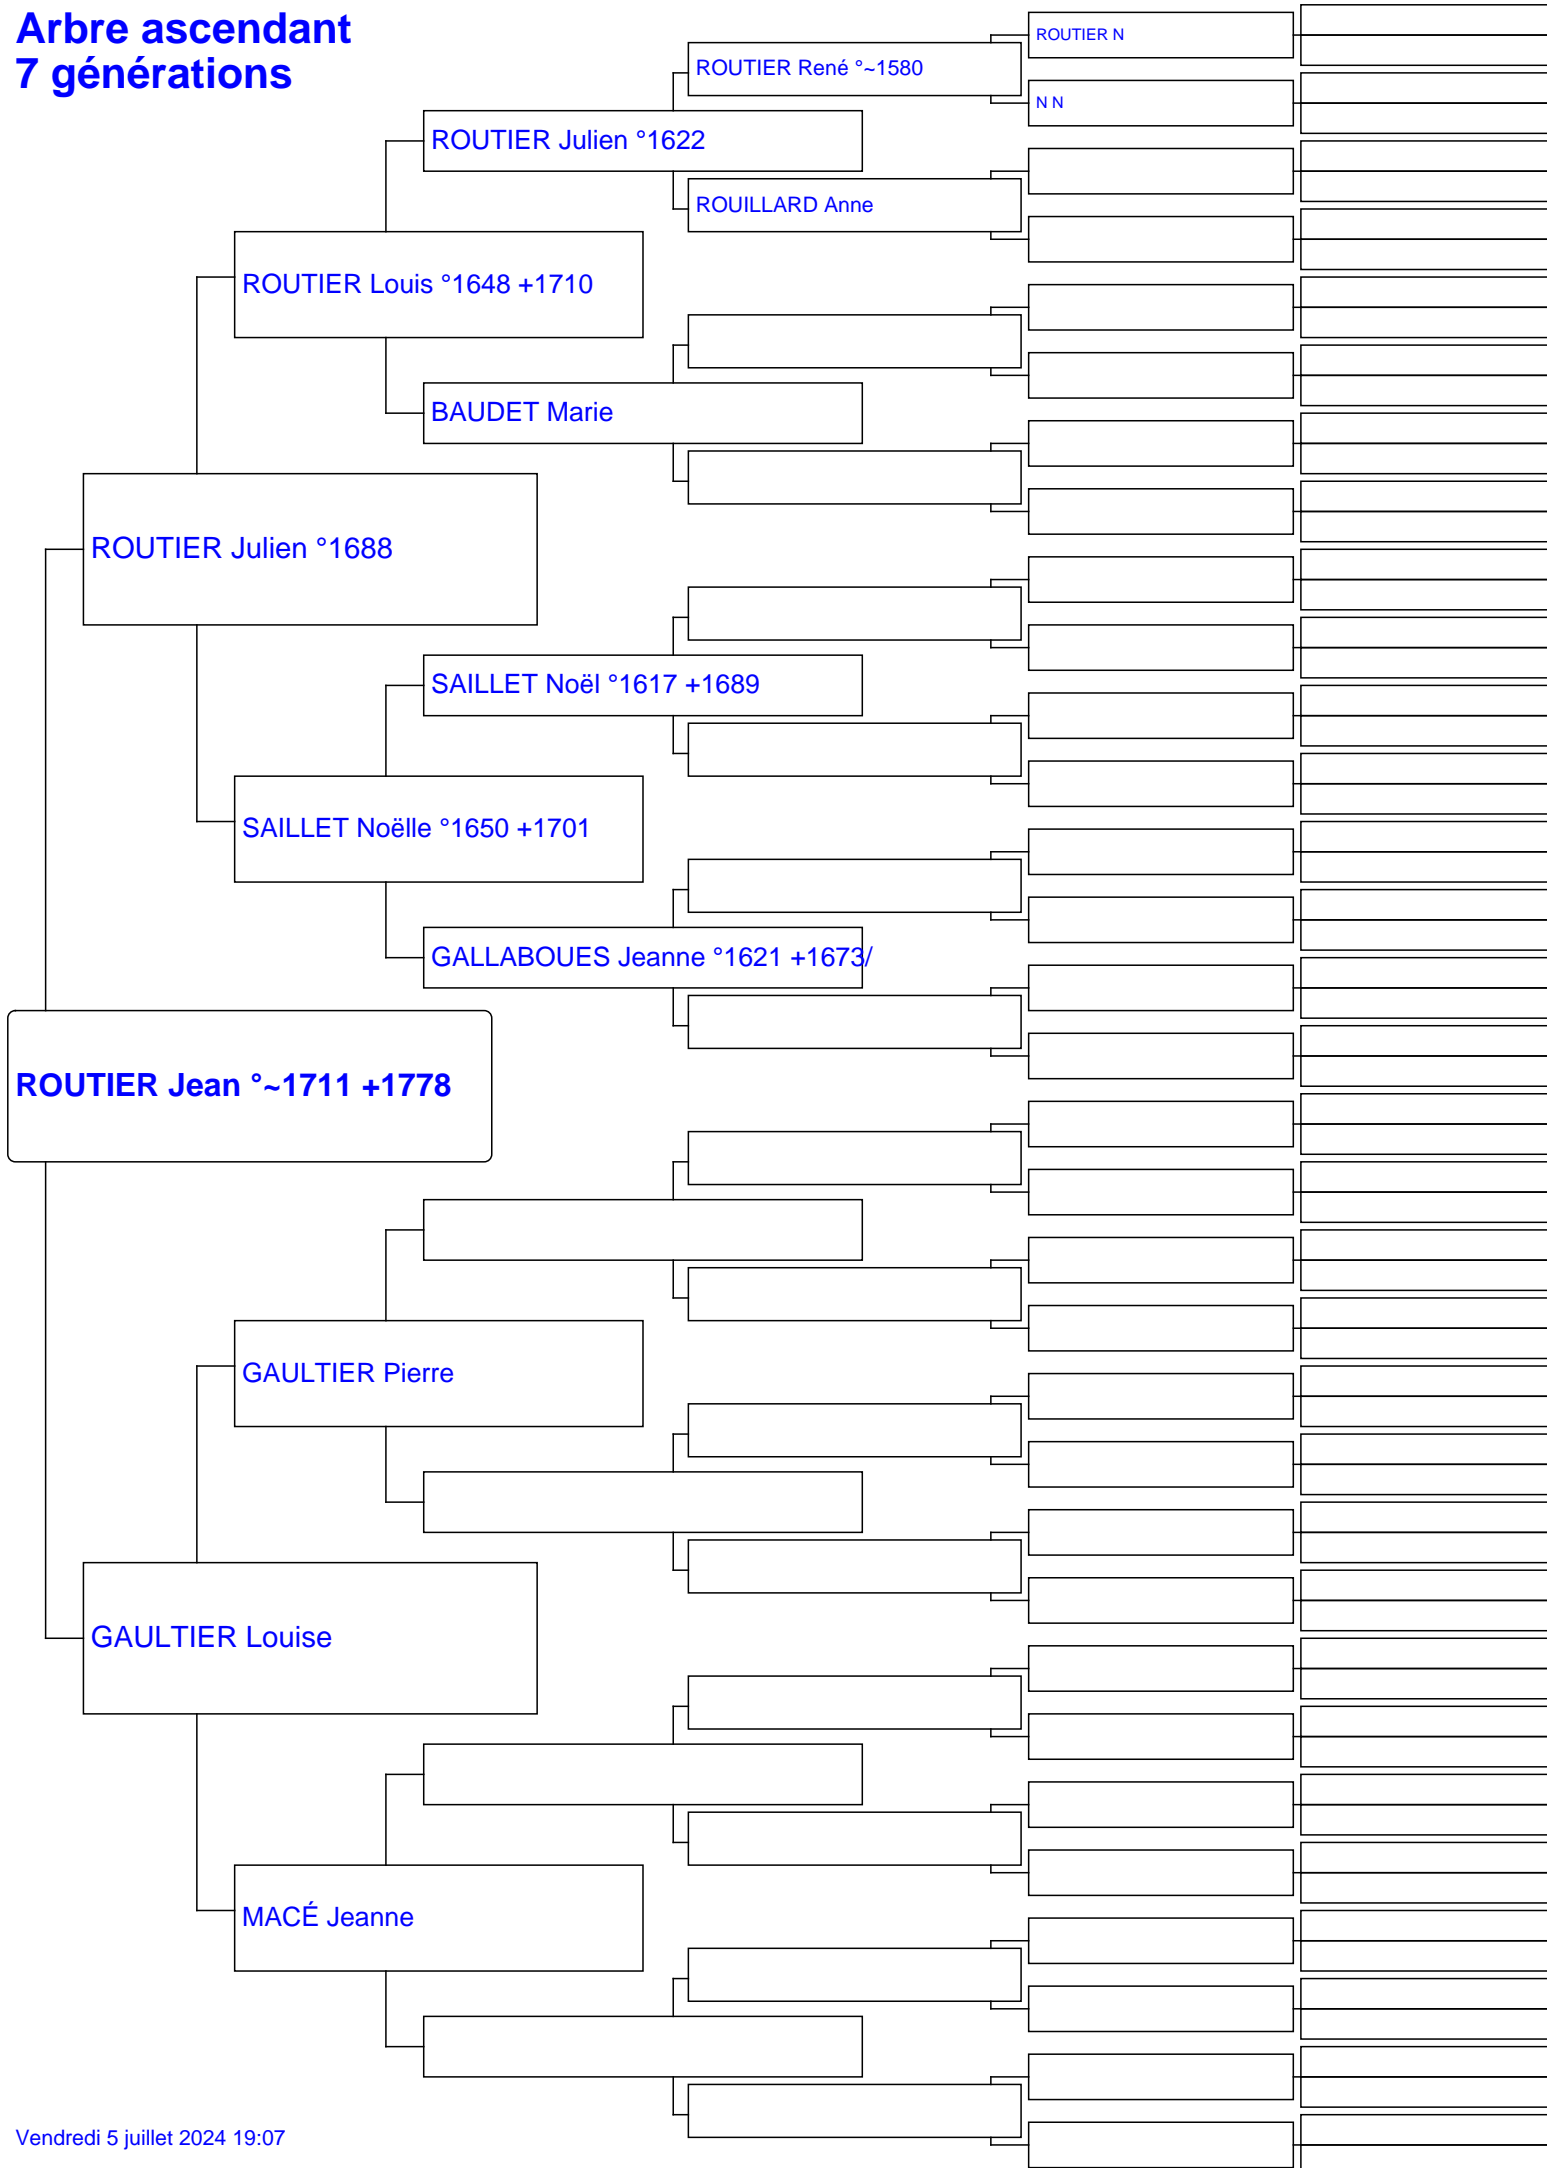 Arbre ascendant
7 générations
ROUTIER N
ROUTIER René °~1580
N N
ROUTIER Julien °1622
ROUILLARD Anne
ROUTIER Louis °1648 +1710
BAUDET Marie
ROUTIER Julien °1688
SAILLET Noël °1617 +1689
SAILLET Noëlle °1650 +1701
GALLABOUES Jeanne °1621 +1673/
ROUTIER Jean °~1711 +1778
GAULTIER Pierre
GAULTIER Louise
MACÉ Jeanne
Vendredi 5 juillet 2024 19:07